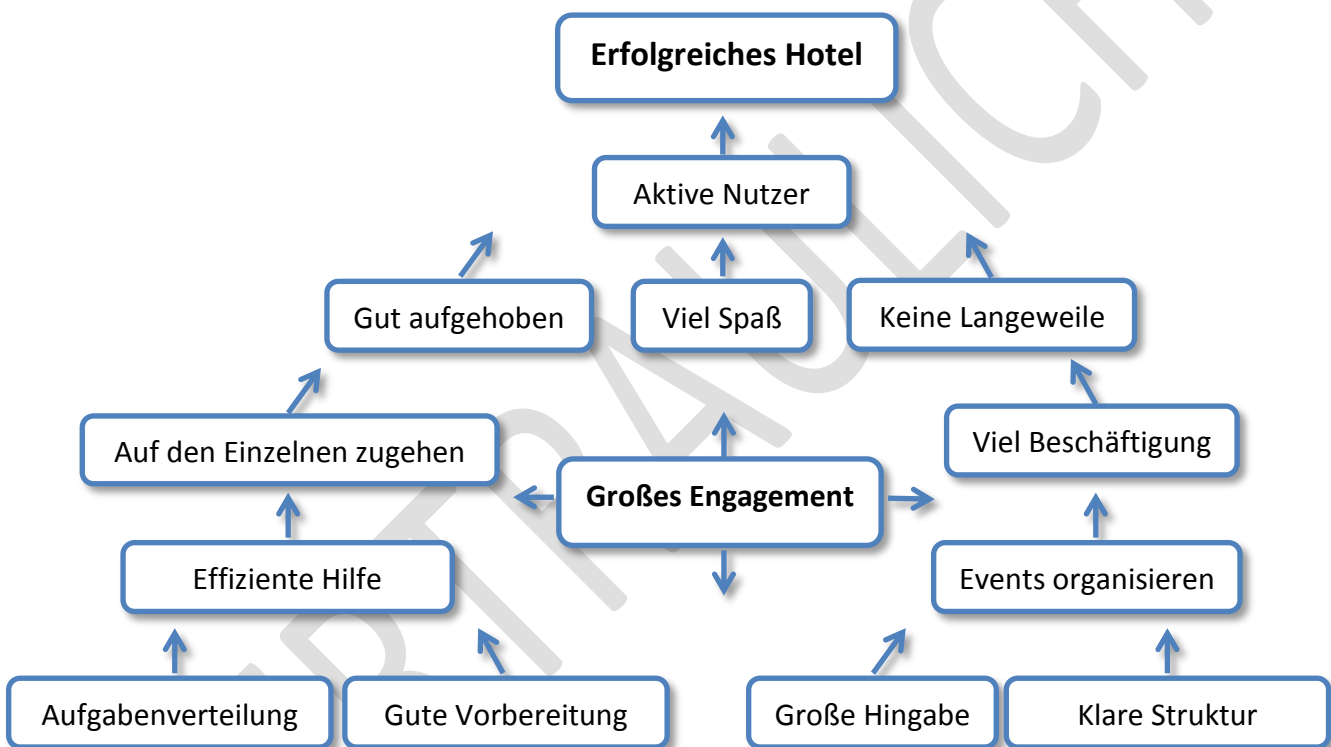 Erfolgreiches Hotel
Aktive Nutzer
Gut aufgehoben
Viel Spaß
Keine Langeweile
Auf den Einzelnen zugehen
Großes Engagement
Viel Beschäftigung
Effiziente Hilfe
Events organisieren
Aufgabenverteilung
Gute Vorbereitung
Große Hingabe
Klare Struktur